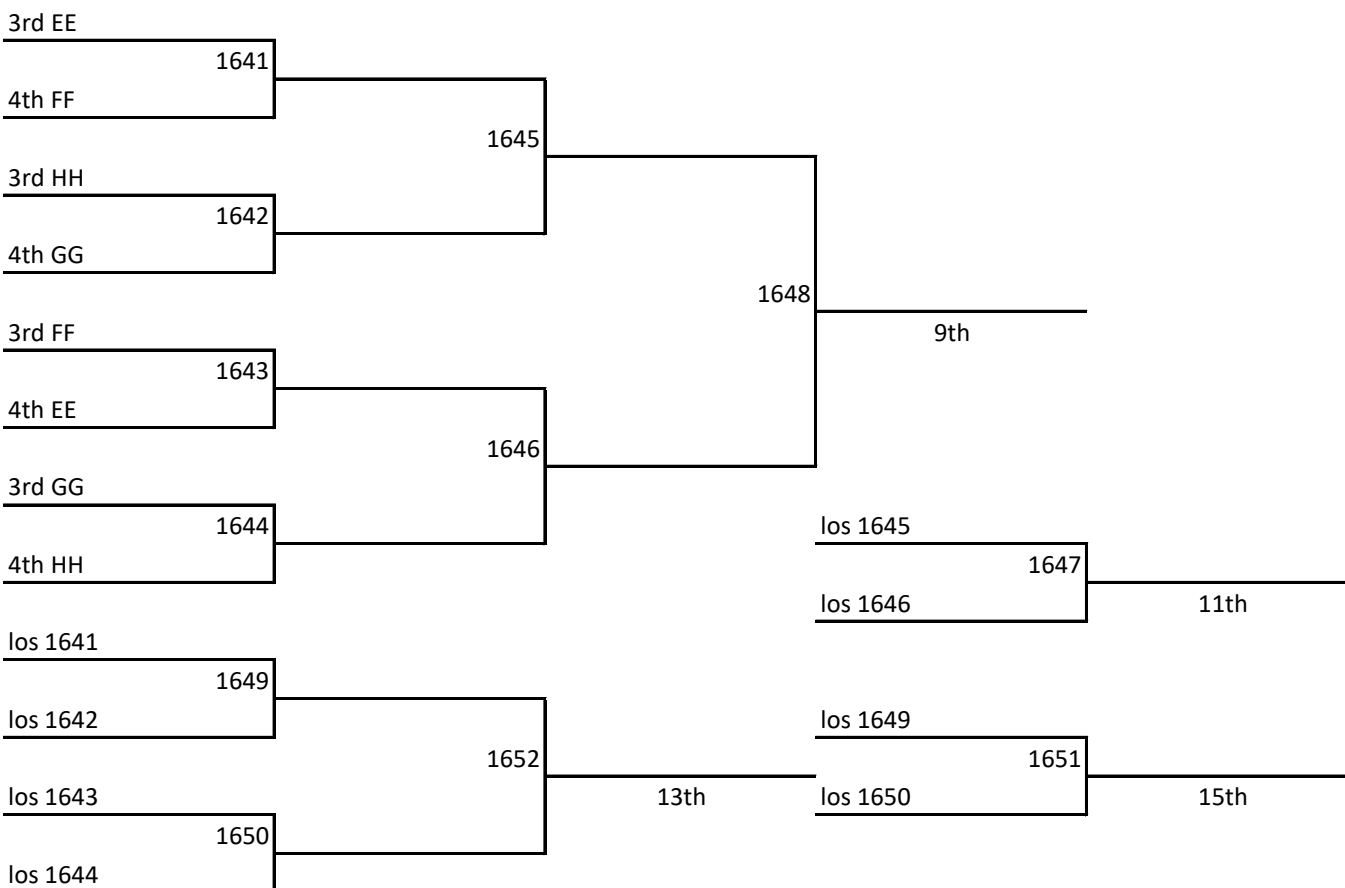 3rd EE
1641
4th FF
1645
3rd HH
1642
4th GG
1648
3rd FF
9th
1643
4th EE
1646
3rd GG
1644
los 1645
4th HH
1647
los 1646
11th
los 1641
1649
los 1642
los 1649
1652
1651
los 1643
13th
los 1650
15th
1650
los 1644